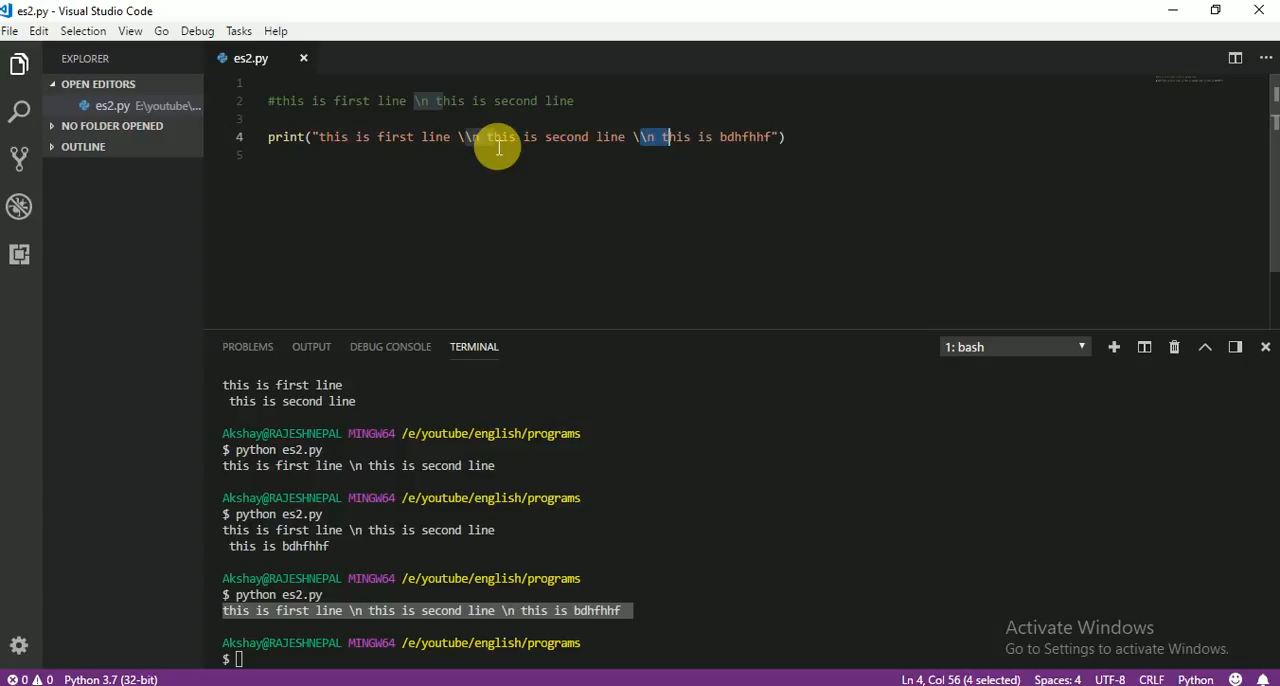 es2.py - Visual Studio Code
File Edit Selection View Go Debug Tasks Help
EXPLORER
OPEN EDITORS
es2.py E\youtube\...
NO FOLDER OPENED
OUTLINE
es2.py
1
2 #this is first line \n this is second line
3
4 print("this is first line \\n this is second line \\n this is bdhfhhf")
5
PROBLEMS OUTPUT DEBUG CONSOLE TERMINAL 1: bash
this is first line
this is second line
Akshay@RAJESHNEPAL MINGW64 /e/youtube/english/programs
$ python es2.py
this is first line \n this is second line
Akshay@RAJESHNEPAL MINGW64 /e/youtube/english/programs
$ python es2.py
this is first line \n this is second line
this is bdhfhhf
Akshay@RAJESHNEPAL MINGW64 /e/youtube/english/programs
$ python es2.py
this is first line \n this is second line \n this is bdhfhhf
Akshay@RAJESHNEPAL MINGW64 /e/youtube/english/programs
$
Activate Windows
Go to Settings to activate Windows.
0 0 Python 3.7 (32-bit) Ln 4, Col 56 (4 selected) Spaces: 4 UTF-8 CRLF Python